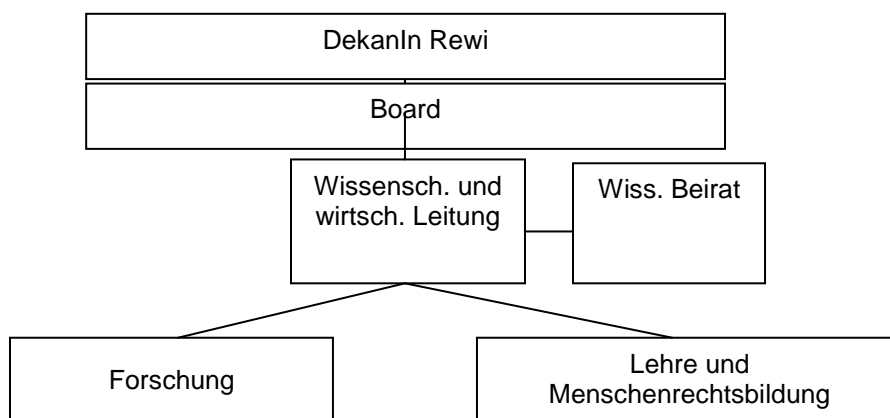 DekanIn Rewi
Board
Wissensch. und
wirtsch. Leitung
Wiss. Beirat
Forschung
Lehre und
Menschenrechtsbildung